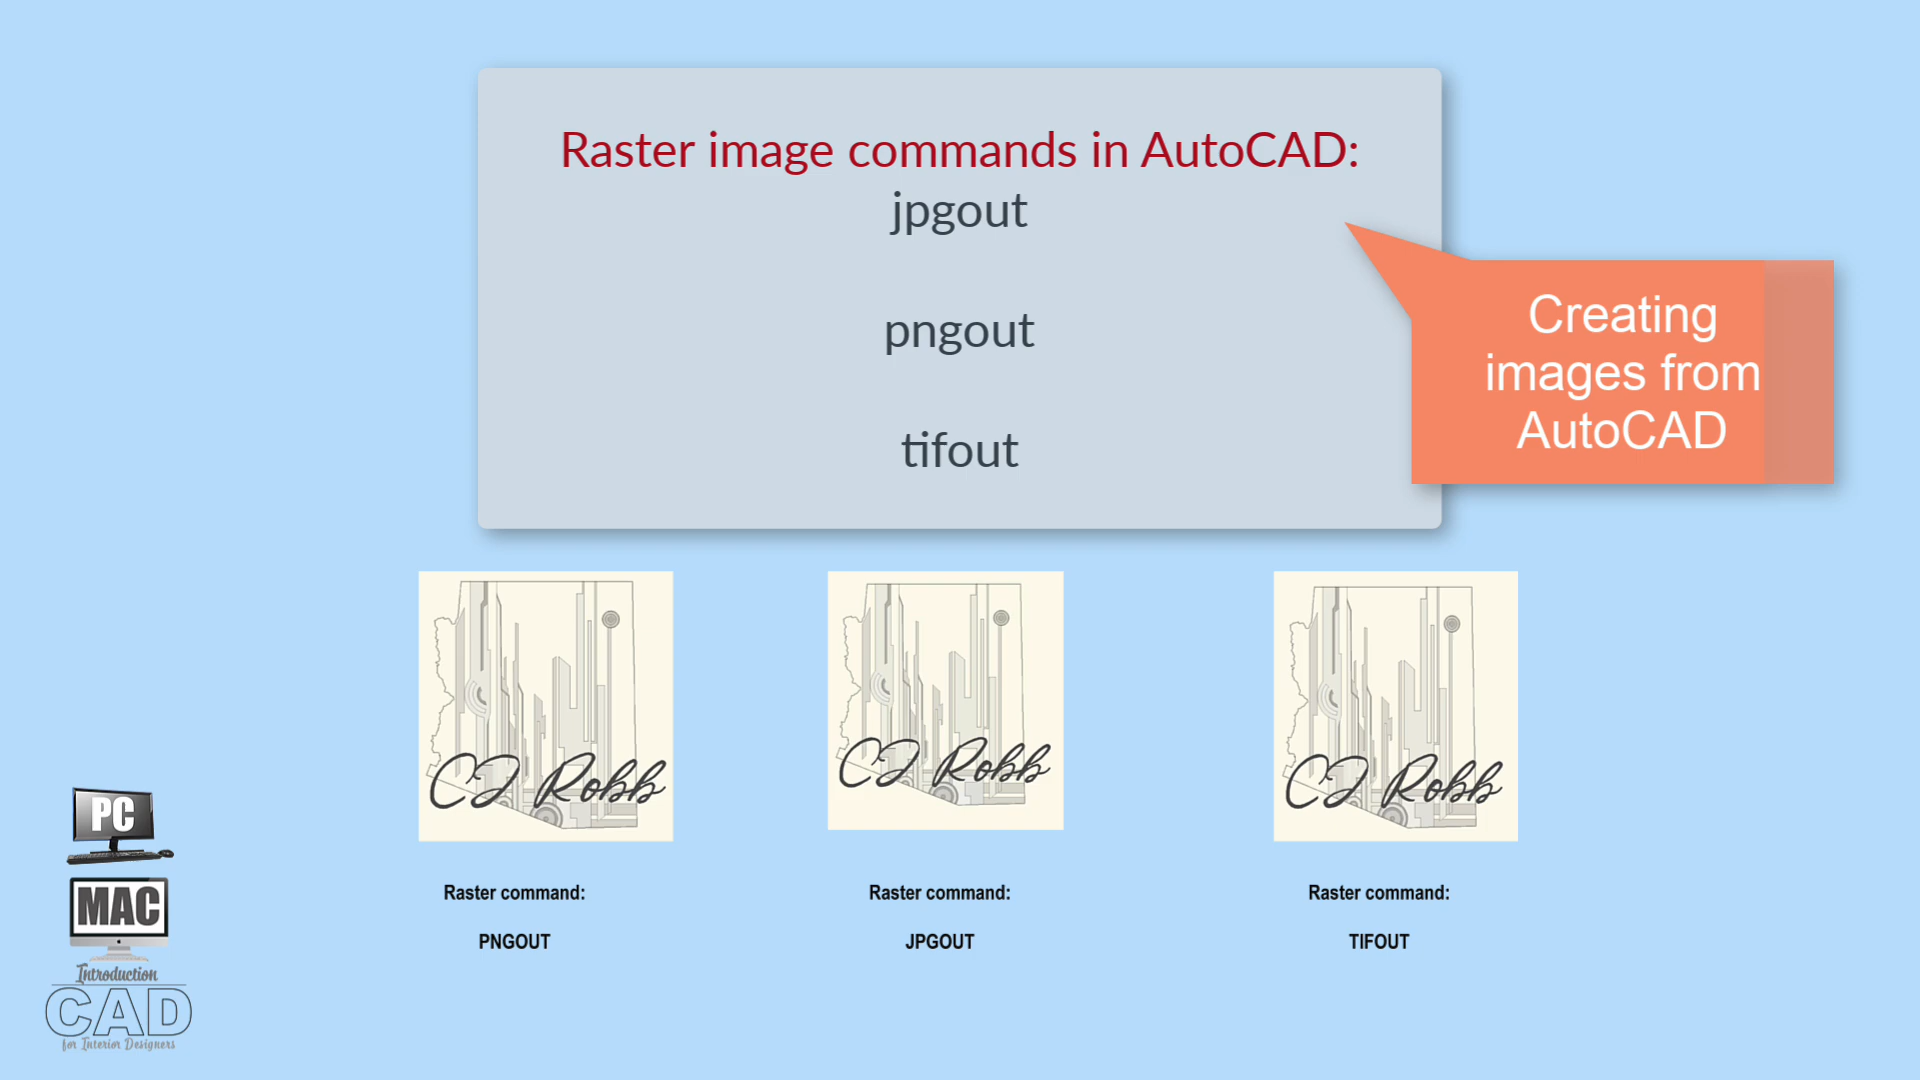 Raster image commands in AutoCAD:
jpgout
pngout
tifout
Creating
images from
AutoCAD
CJ Robb
CJ Robb
CJ Robb
Raster command:
PNGOUT
Raster command:
JPGOUT
Raster command:
TIFOUT
PC
MAC
Introduction
CAD
for Interior Designers